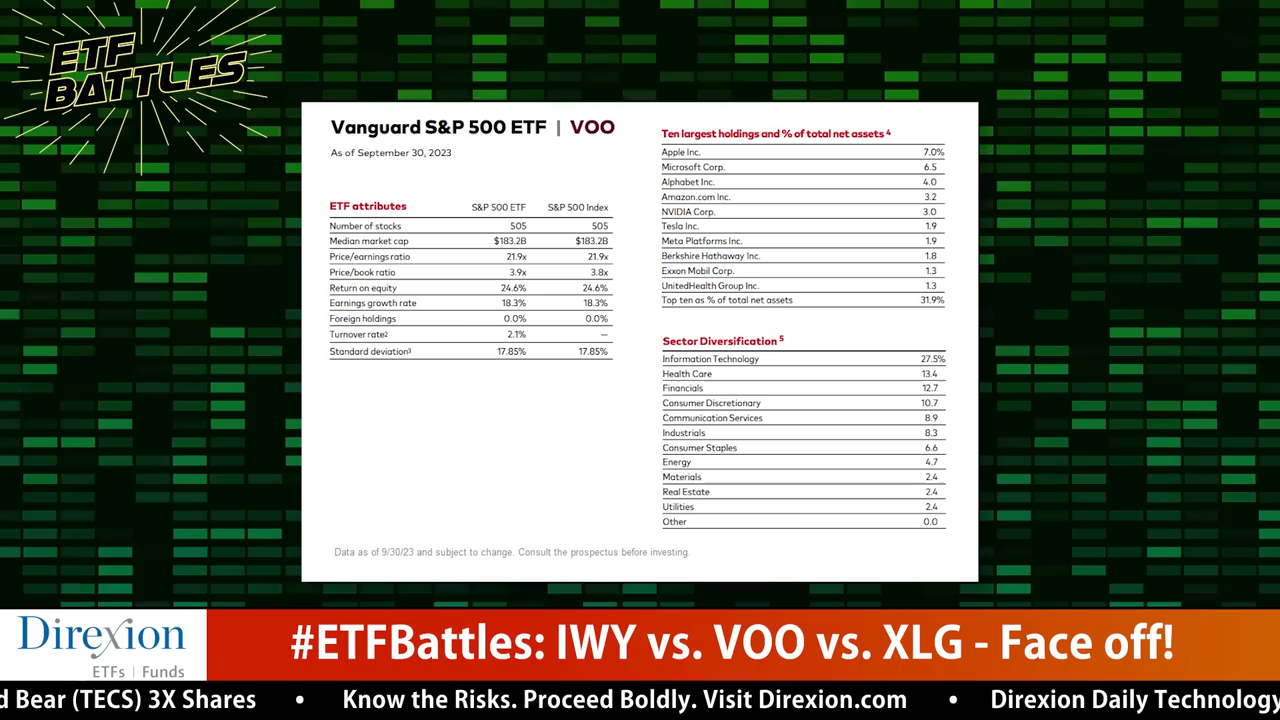 ETF
BATTLES
Vanguard S&P 500 ETF | VOO
As of September 30, 2023
ETF attributes S&P 500 ETF S&P 500 Index
Number of stocks 505 505
Median market cap $183.2B $183.2B
Price/earnings ratio 21.9x 21.9x
Price/book ratio 3.9x 3.8x
Return on equity 24.6% 24.6%
Earnings growth rate 18.3% 18.3%
Foreign holdings 0.0% 0.0%
Turnover rate2 2.1% —
Standard deviation3 17.85% 17.85%
Ten largest holdings and % of total net assets 4
Apple Inc. 7.0%
Microsoft Corp. 6.5
Alphabet Inc. 4.0
Amazon.com Inc. 3.2
NVIDIA Corp. 3.0
Tesla Inc. 1.9
Meta Platforms Inc. 1.9
Berkshire Hathaway Inc. 1.8
Exxon Mobil Corp. 1.3
UnitedHealth Group Inc. 1.3
Top ten as % of total net assets 31.9%
Sector Diversification 5
Information Technology 27.5%
Health Care 13.4
Financials 12.7
Consumer Discretionary 10.7
Communication Services 8.9
Industrials 8.3
Consumer Staples 6.6
Energy 4.7
Materials 2.4
Real Estate 2.4
Utilities 2.4
Other 0.0
Data as of 9/30/23 and subject to change. Consult the prospectus before investing.
Direxion
ETFs | Funds
#ETFBattles: IWY vs. VOO vs. XLG - Face off!
d Bear (TECS) 3X Shares • Know the Risks. Proceed Boldly. Visit Direxion.com • Direxion Daily Technology